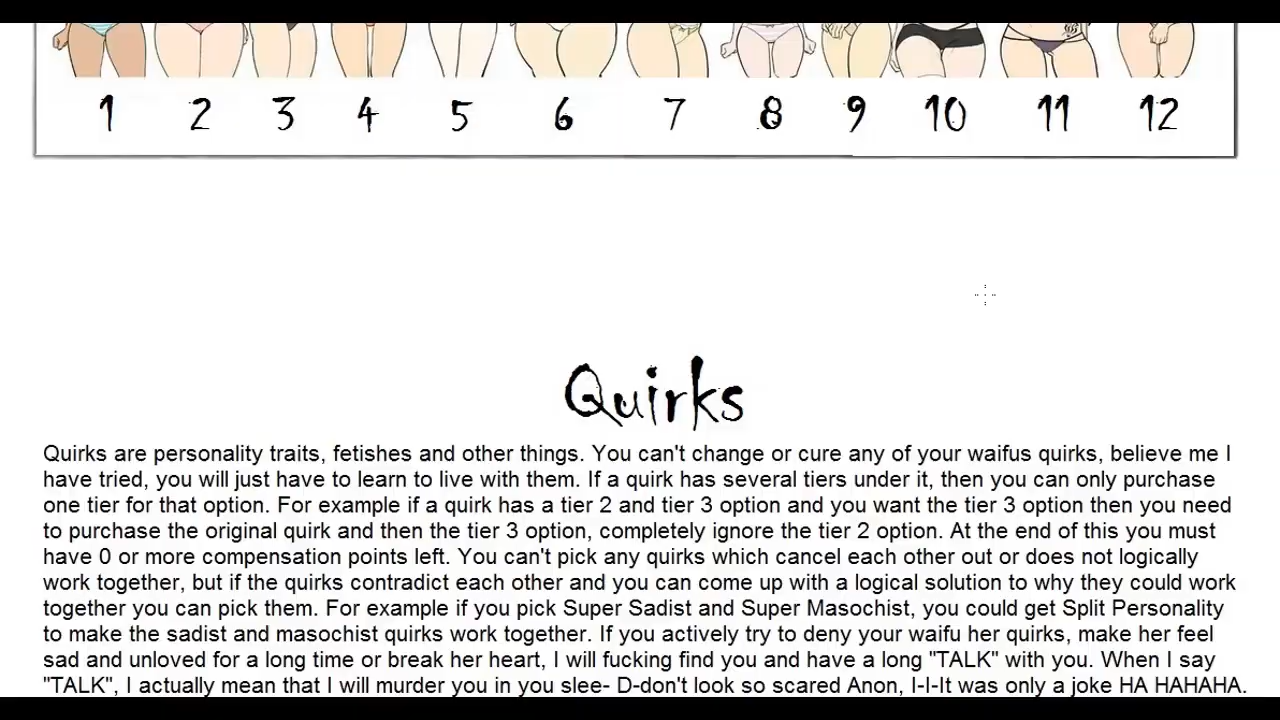 1 2 3 4 5 6 7 8 9 10 11 12
Quirks
Quirks are personality traits, fetishes and other things. You can't change or cure any of your waifus quirks, believe me I
have tried, you will just have to learn to live with them. If a quirk has several tiers under it, then you can only purchase
one tier for that option. For example if a quirk has a tier 2 and tier 3 option and you want the tier 3 option then you need
to purchase the original quirk and then the tier 3 option, completely ignore the tier 2 option. At the end of this you must
have 0 or more compensation points left. You can't pick any quirks which cancel each other out or does not logically
work together, but if the quirks contradict each other and you can come up with a logical solution to why they could work
together you can pick them. For example if you pick Super Sadist and Super Masochist, you could get Split Personality
to make the sadist and masochist quirks work together. If you actively try to deny your waifu her quirks, make her feel
sad and unloved for a long time or break her heart, I will fucking find you and have a long "TALK" with you. When I say
"TALK", I actually mean that I will murder you in you slee- D-don't look so scared Anon, I-I-It was only a joke HA HAHAHA.